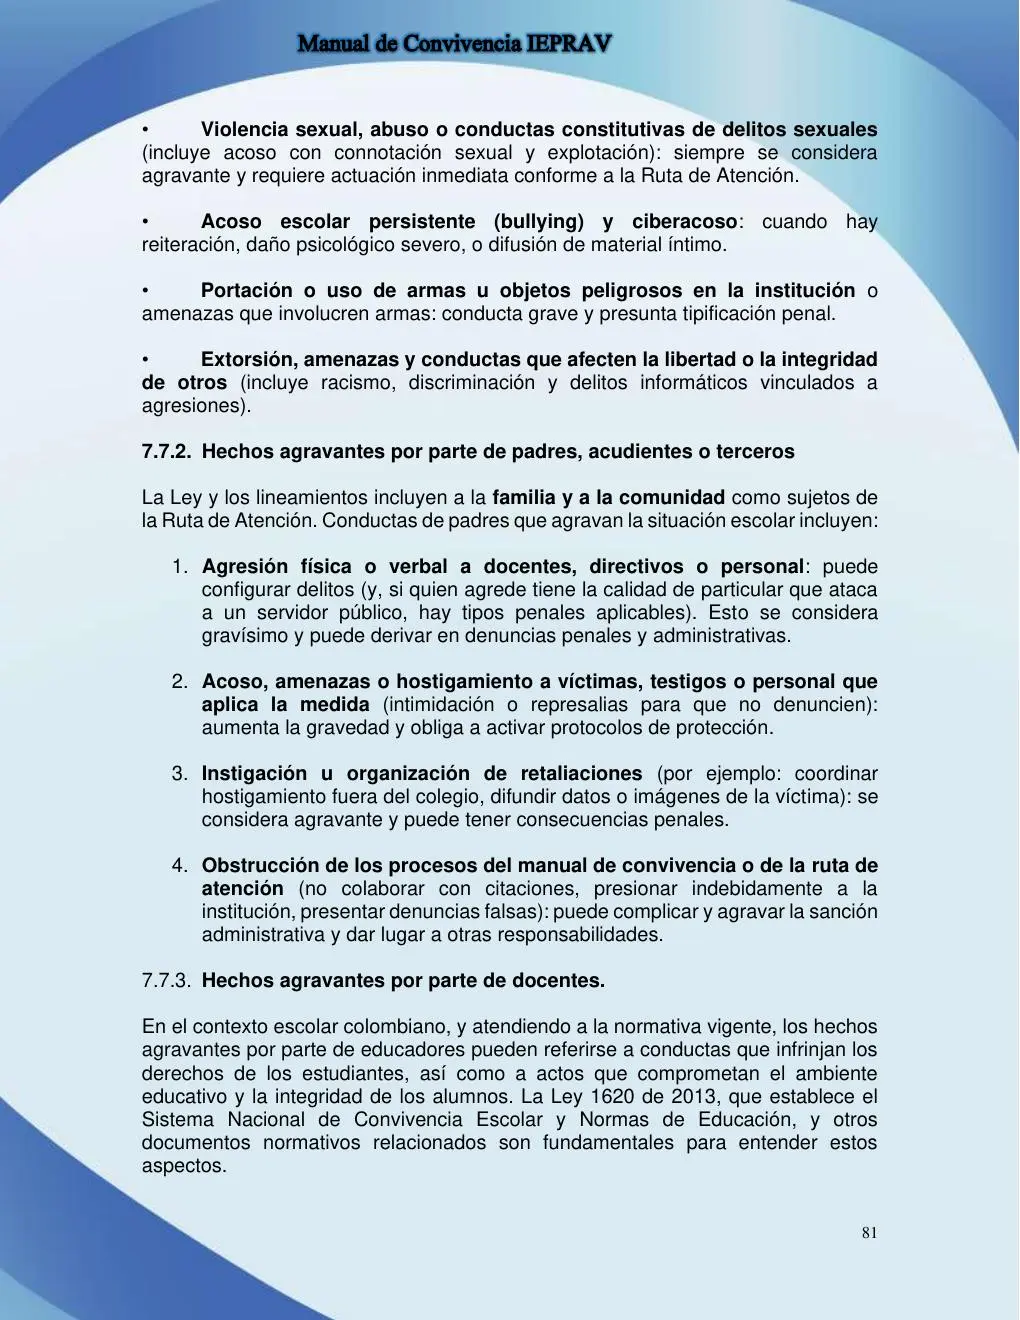 Manual de Convivencia IEPRAV
• Violencia sexual, abuso o conductas constitutivas de delitos sexuales
(incluye acoso con connotación sexual y explotación): siempre se considera
agravante y requiere actuación inmediata conforme a la Ruta de Atención.
• Acoso escolar persistente (bullying) y ciberacoso: cuando hay
reiteración, daño psicológico severo, o difusión de material íntimo.
• Portación o uso de armas u objetos peligrosos en la institución o
amenazas que involucren armas: conducta grave y presunta tipificación penal.
• Extorsión, amenazas y conductas que afecten la libertad o la integridad
de otros (incluye racismo, discriminación y delitos informáticos vinculados a
agresiones).
7.7.2. Hechos agravantes por parte de padres, acudientes o terceros
La Ley y los lineamientos incluyen a la familia y a la comunidad como sujetos de
la Ruta de Atención. Conductas de padres que agravan la situación escolar incluyen:
1. Agresión física o verbal a docentes, directivos o personal: puede
configurar delitos (y, si quien agrede tiene la calidad de particular que ataca
a un servidor público, hay tipos penales aplicables). Esto se considera
gravísimo y puede derivar en denuncias penales y administrativas.
2. Acoso, amenazas o hostigamiento a víctimas, testigos o personal que
aplica la medida (intimidación o represalias para que no denuncien):
aumenta la gravedad y obliga a activar protocolos de protección.
3. Instigación u organización de retaliaciones (por ejemplo: coordinar
hostigamiento fuera del colegio, difundir datos o imágenes de la víctima): se
considera agravante y puede tener consecuencias penales.
4. Obstrucción de los procesos del manual de convivencia o de la ruta de
atención (no colaborar con citaciones, presionar indebidamente a la
institución, presentar denuncias falsas): puede complicar y agravar la sanción
administrativa y dar lugar a otras responsabilidades.
7.7.3. Hechos agravantes por parte de docentes.
En el contexto escolar colombiano, y atendiendo a la normativa vigente, los hechos
agravantes por parte de educadores pueden referirse a conductas que infrinjan los
derechos de los estudiantes, así como a actos que comprometan el ambiente
educativo y la integridad de los alumnos. La Ley 1620 de 2013, que establece el
Sistema Nacional de Convivencia Escolar y Normas de Educación, y otros
documentos normativos relacionados son fundamentales para entender estos
aspectos.
81